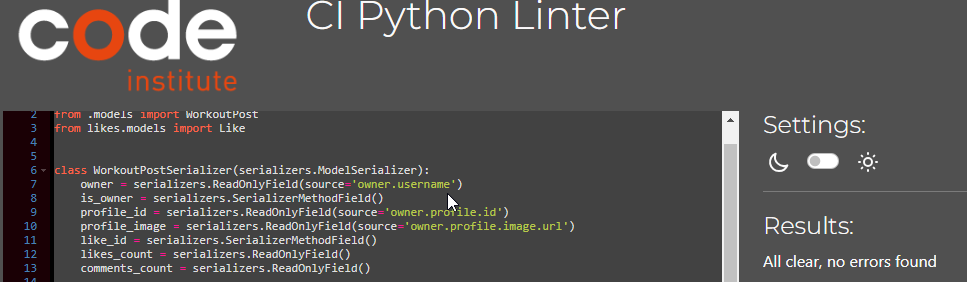 code
institute
CI Python Linter
2 from .models import WorkoutPost
3 from likes.models import Like
4
5
6 class WorkoutPostSerializer(serializers.ModelSerializer):
7 owner = serializers.ReadOnlyField(source='owner.username')
8 is_owner = serializers.SerializerMethodField()
9 profile_id = serializers.ReadOnlyField(source='owner.profile.id')
10 profile_image = serializers.ReadOnlyField(source='owner.profile.image.url')
11 like_id = serializers.SerializerMethodField()
12 likes_count = serializers.ReadOnlyField()
13 comments_count = serializers.ReadOnlyField()
14
Settings:
Results:
All clear, no errors found